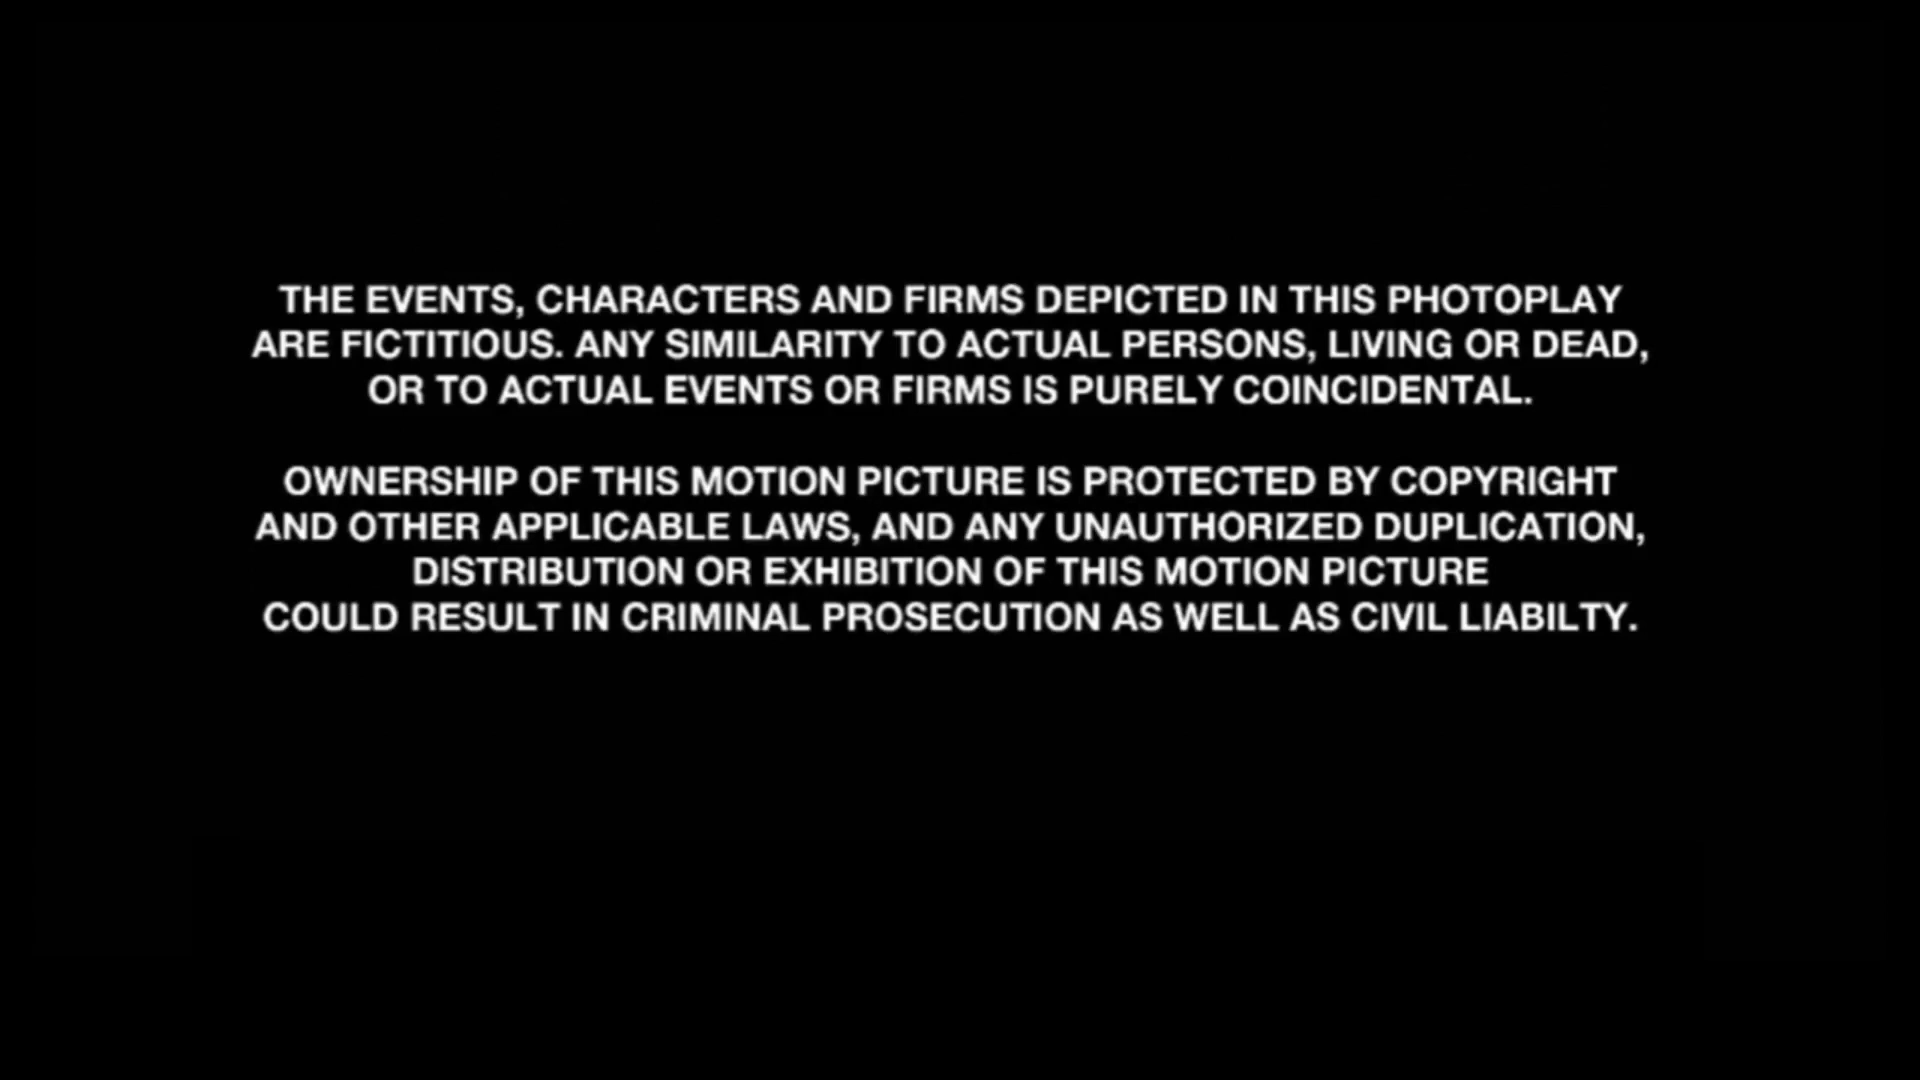 THE EVENTS, CHARACTERS AND FIRMS DEPICTED IN THIS PHOTOPLAY
ARE FICTITIOUS. ANY SIMILARITY TO ACTUAL PERSONS, LIVING OR DEAD,
OR TO ACTUAL EVENTS OR FIRMS IS PURELY COINCIDENTAL.
OWNERSHIP OF THIS MOTION PICTURE IS PROTECTED BY COPYRIGHT
AND OTHER APPLICABLE LAWS, AND ANY UNAUTHORIZED DUPLICATION,
DISTRIBUTION OR EXHIBITION OF THIS MOTION PICTURE
COULD RESULT IN CRIMINAL PROSECUTION AS WELL AS CIVIL LIABILTY.